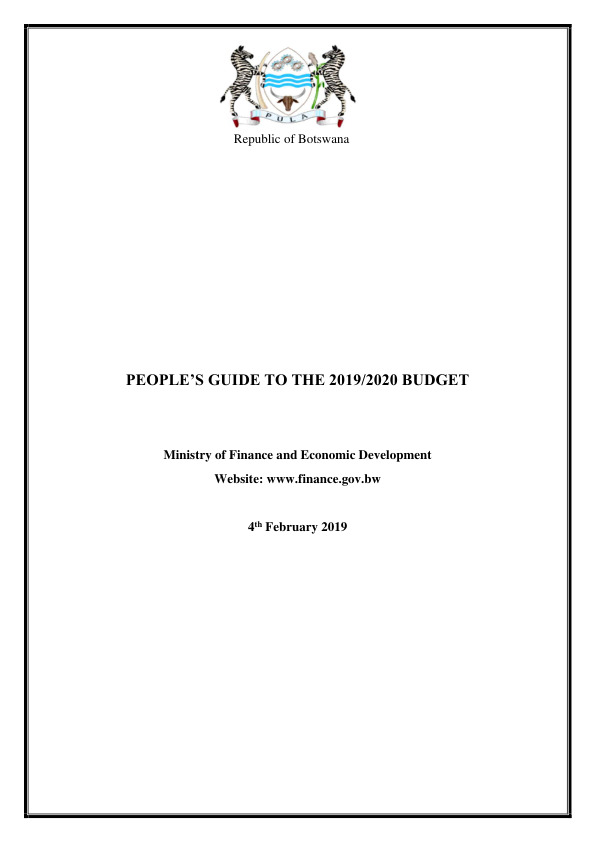 PULA
Republic of Botswana
PEOPLE'S GUIDE TO THE 2019/2020 BUDGET
Ministry of Finance and Economic Development
Website: www.finance.gov.bw
4th February 2019